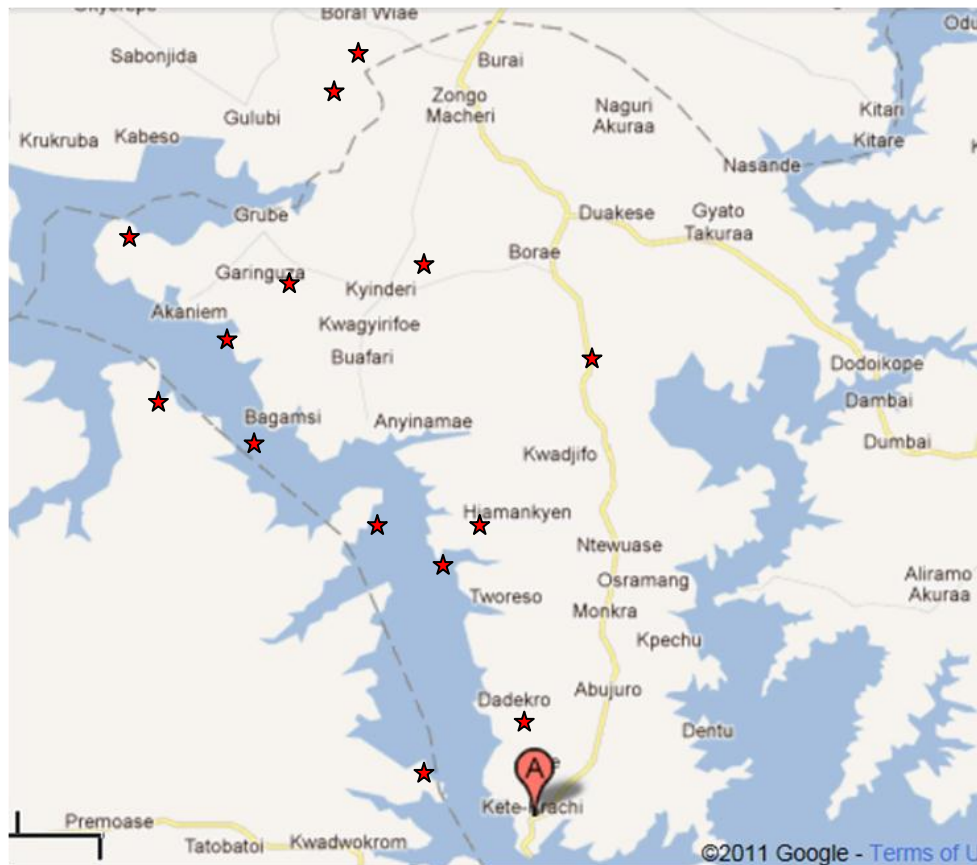 Boral Wiae
Odu
Sabonjida
Burai
Zongo
Macheri
Naguri
Akuraa
Kitari
Gulubi
Krukruba
Kabeso
Kitare
Nasande
Grube
Duakese
Gyato
Takuraa
Borae
Garinguza
Kyinderi
Akaniem
Kwagyirifoe
Buafari
Dodoikope
Dambai
Bagamsi
Anyinamae
Dumbai
Kwadjifo
Hiamankyen
Ntewuase
Osramang
Aliramo
Akuraa
Tworeso
Monkra
Kpechu
Dadekro
Abujuro
Dentu
A
e
Kete-Krachi
Premoase
Tatobatoi
Kwadwokrom
©2011 Google - Terms of